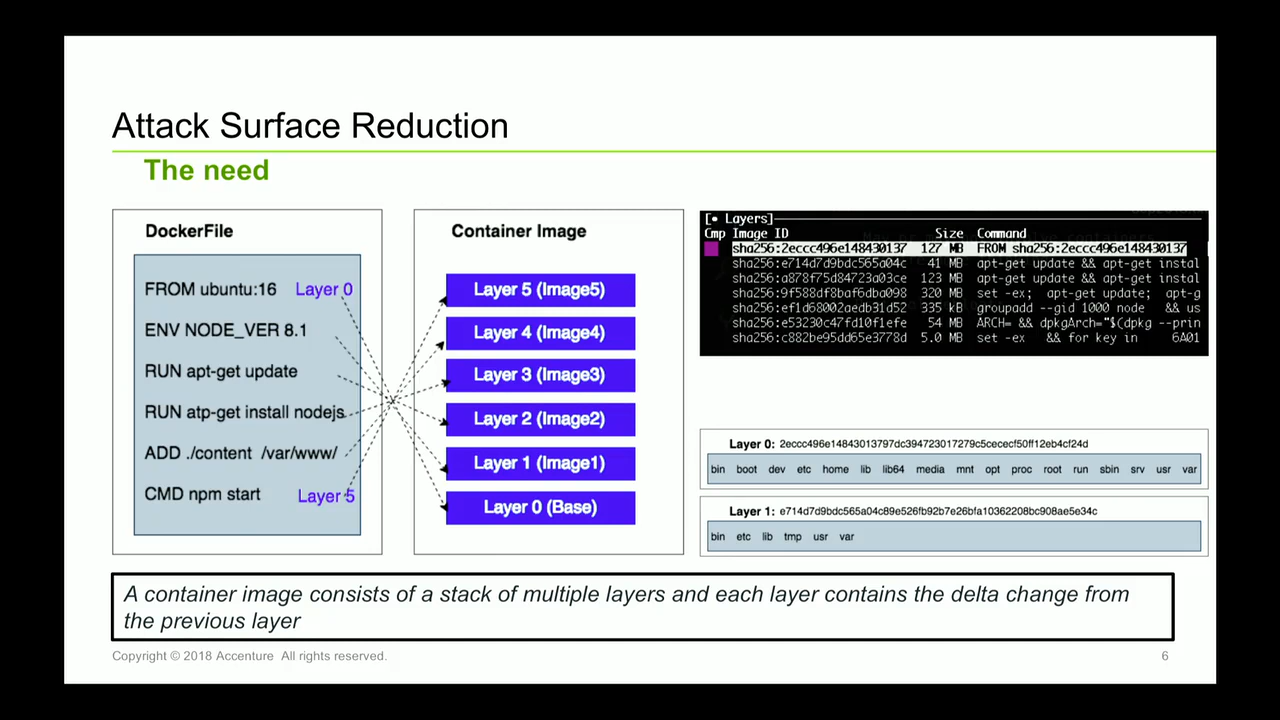 Attack Surface Reduction
The need
DockerFile
FROM ubuntu:16 Layer 0
ENV NODE_VER 8.1
RUN apt-get update
RUN atp-get install nodejs
ADD ./content /var/www/
CMD npm start Layer 5
Container Image
Layer 5 (Image5)
Layer 4 (Image4)
Layer 3 (Image3)
Layer 2 (Image2)
Layer 1 (Image1)
Layer 0 (Base)
[• Layers]
Cmp Image ID Size Command
sha256:2eccc496e148430137 127 MB FROM sha256:2eccc496e148430137
sha256:e714d7d9bdc565a04c 41 MB apt-get update && apt-get instal
sha256:a878f75d84723a03ce 123 MB apt-get update && apt-get instal
sha256:9f588df8baf6dba098 320 MB set -ex; apt-get update; apt-g
sha256:ef1d68002aedb31d52 335 kB groupadd --gid 1000 node && us
sha256:e53230c47fd10f1efe 54 MB ARCH= && dpkgArch="$(dpkg --prin
sha256:c882be95dd65e3778d 5.0 MB set -ex && for key in 6A01
Layer 0: 2eccc496e14843013797dc394723017279c5cececf50ff12eb4cf24d
bin boot dev etc home lib lib64 media mnt opt proc root run sbin srv usr var
Layer 1: e714d7d9bdc565a04c89e526fb92b7e26bfa10362208bc908ae5e34c
bin etc lib tmp usr var
A container image consists of a stack of multiple layers and each layer contains the delta change from
the previous layer
Copyright © 2018 Accenture All rights reserved.
6